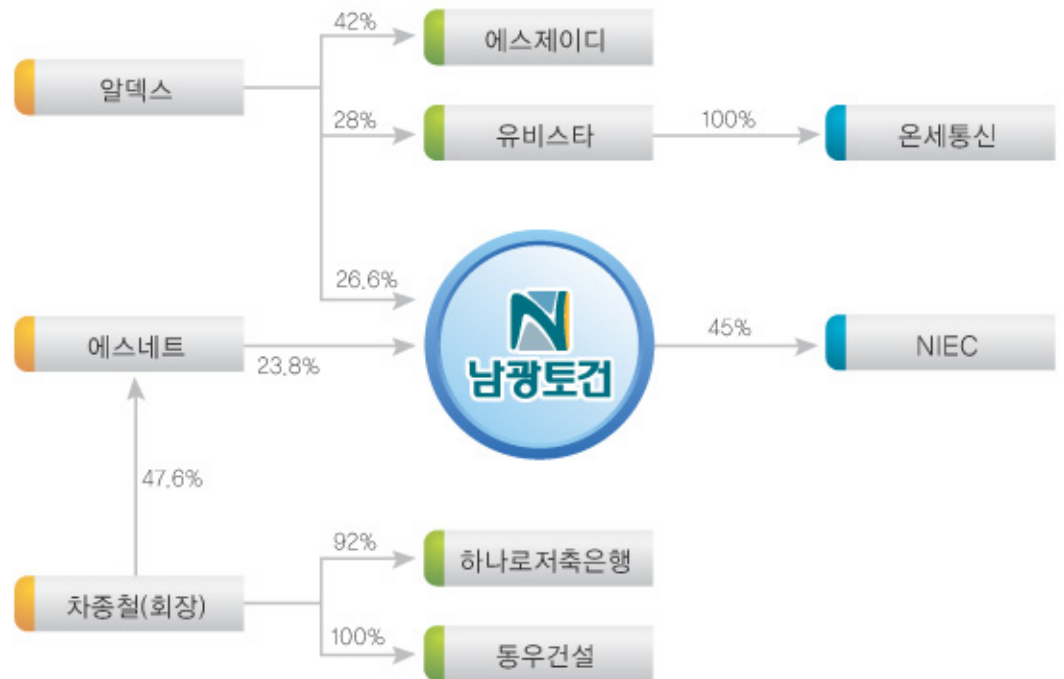 42%
에스제이디
알덱스
28%
유비스타
100%
온세통신
26.6%
남광토건
에스네트
23.8%
45%
NIEC
47.6%
92%
하나로저축은행
차종철(회장)
100%
동우건설